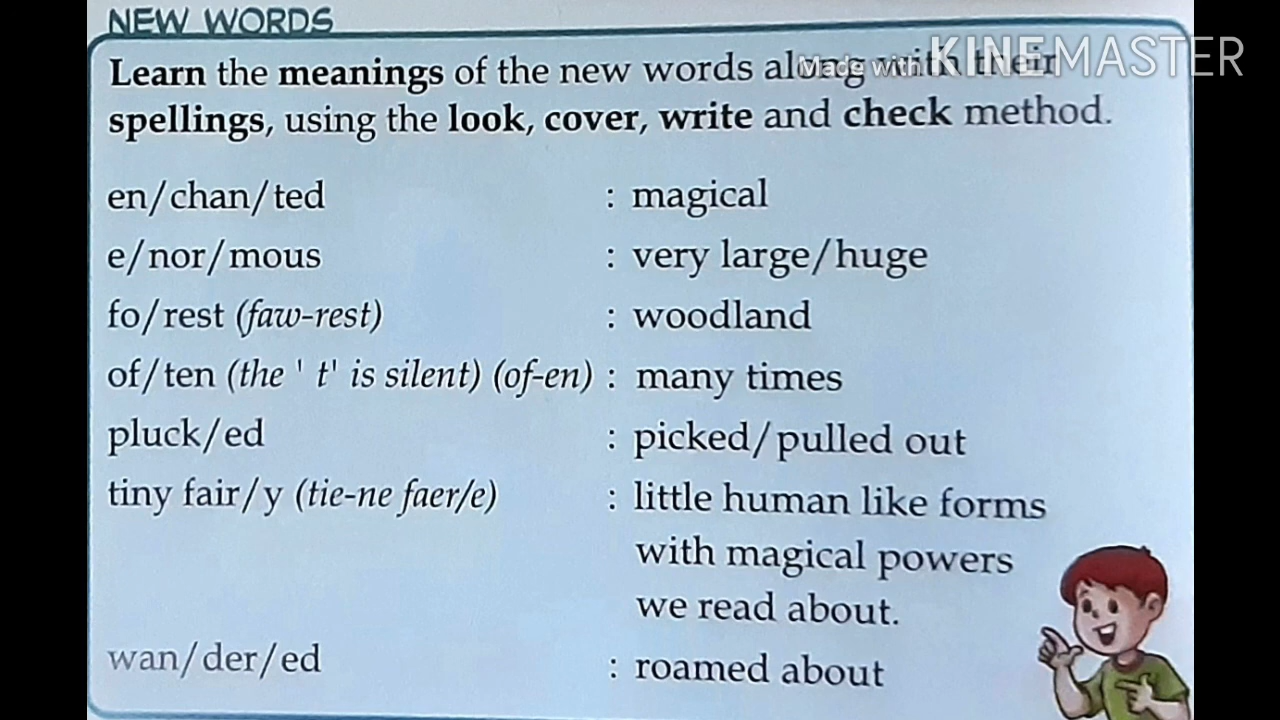 NEW WORDS
Learn the meanings of the new words along with their
spellings, using the look, cover, write and check method.
Made with KINEMASTER
en/chan/ted : magical
e/nor/mous : very large/huge
fo/rest (faw-rest) : woodland
of/ten (the ' t' is silent) (of-en) : many times
pluck/ed : picked/pulled out
tiny fair/y (tie-ne faer/e) : little human like forms
with magical powers
we read about.
wan/der/ed : roamed about